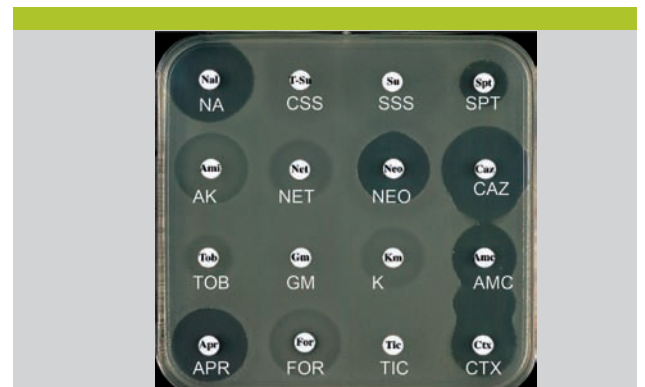 Nal T-Su Su Spt
NA CSS SSS SPT
Ami Net Neo Caz
AK NET NEO CAZ
Tob Gm Km Amc
TOB GM K AMC
Apr For Tic Ctx
APR FOR TIC CTX